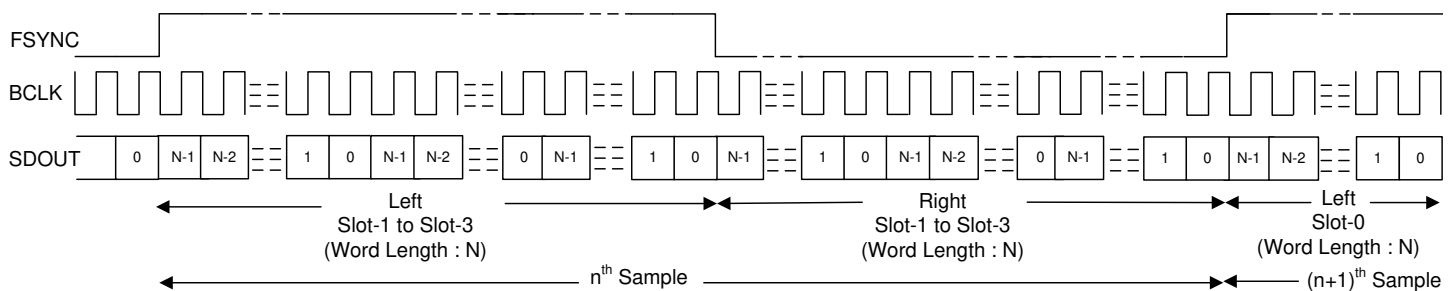 FSYNC
BCLK
SDOUT
0 N-1 N-2 1 0 N-1 N-2 0 N-1 1 0 N-1 1 0 N-1 N-2 0 N-1 1 0 N-1 N-2 1 0
Left
Slot-1 to Slot-3
(Word Length : N)
Right
Slot-1 to Slot-3
(Word Length : N)
Left
Slot-0
(Word Length : N)
nth Sample
(n+1)th Sample